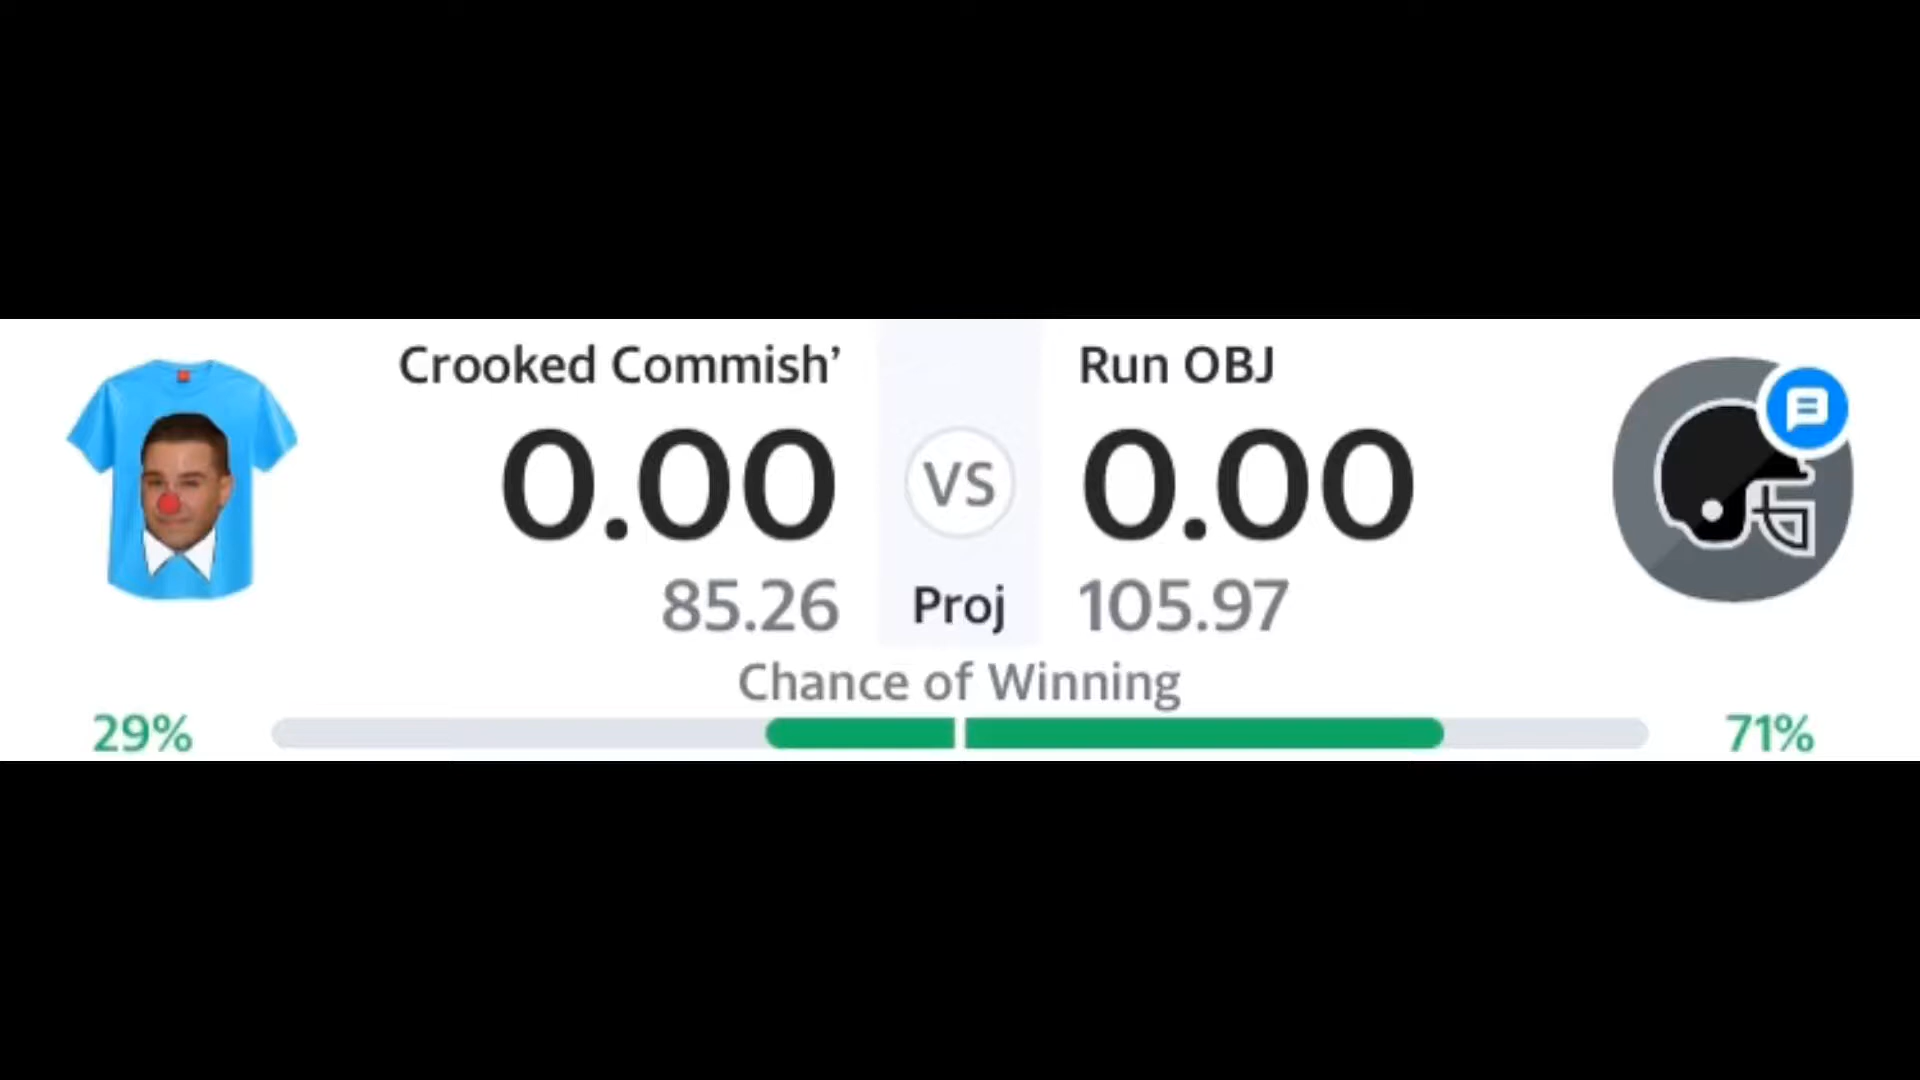 Crooked Commish’ Run OBJ
0.00 VS 0.00
85.26 Proj 105.97
Chance of Winning
29% 71%